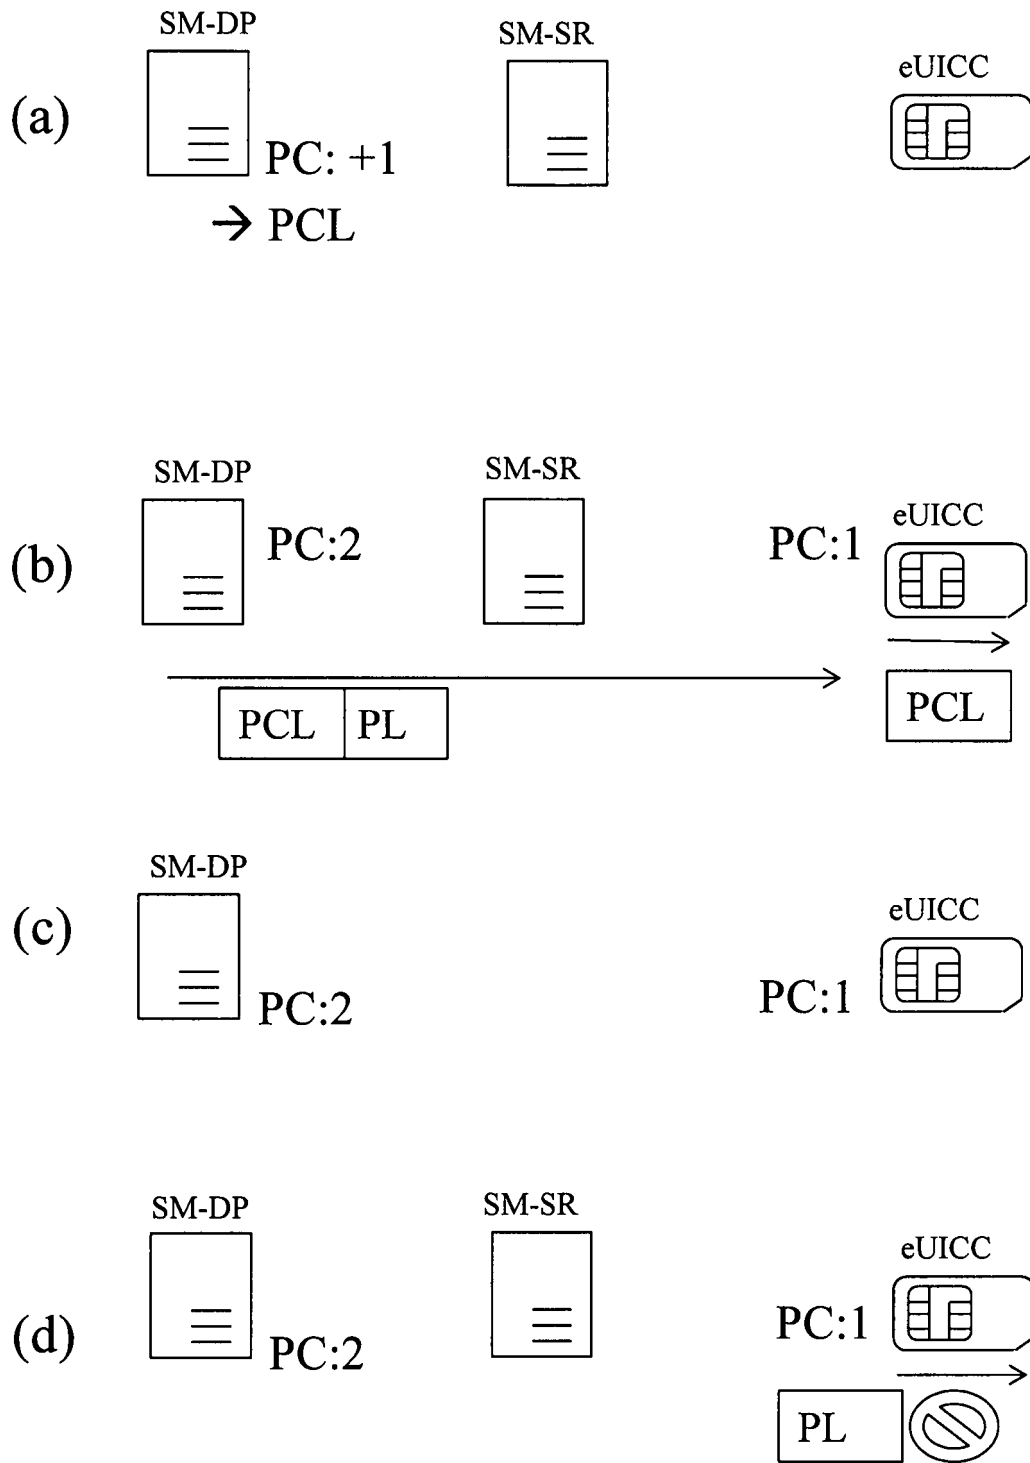 SM-DP
SM-SR
eUICC
(a)
PC: +1
→ PCL
SM-DP
SM-SR
eUICC
(b)
PC:2
PC:1
PCL
PL
PCL
SM-DP
eUICC
(c)
PC:2
PC:1
SM-DP
SM-SR
eUICC
(d)
PC:2
PC:1
PL